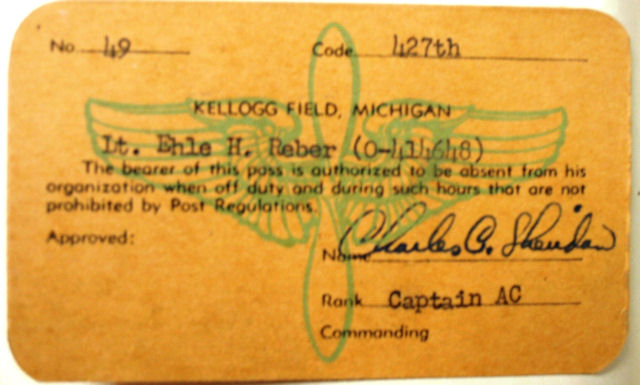 No 49 Code 427th
KELLOGG FIELD, MICHIGAN
Lt. Ehle H. Reber (O-414648)
The bearer of this pass is authorized to be absent from his
organization when off duty and during such hours that are not
prohibited by Post Regulations.
Approved:
Name Charles C. Sheridan
Rank Captain AC
Commanding